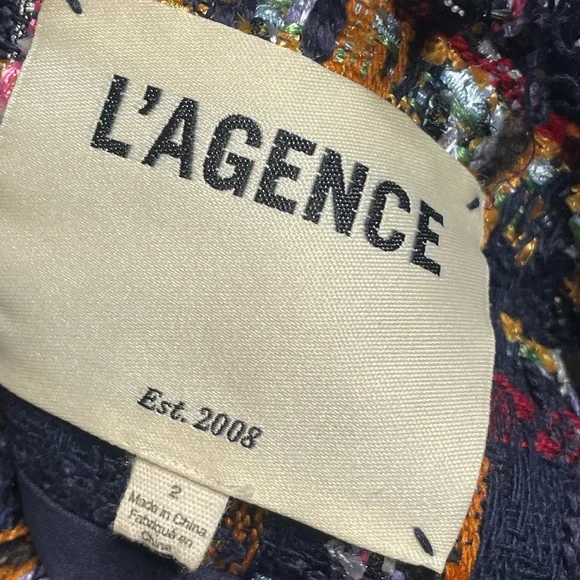 L'AGENCE
Est. 2008
2
Made in China
Fabriqué en
Chine